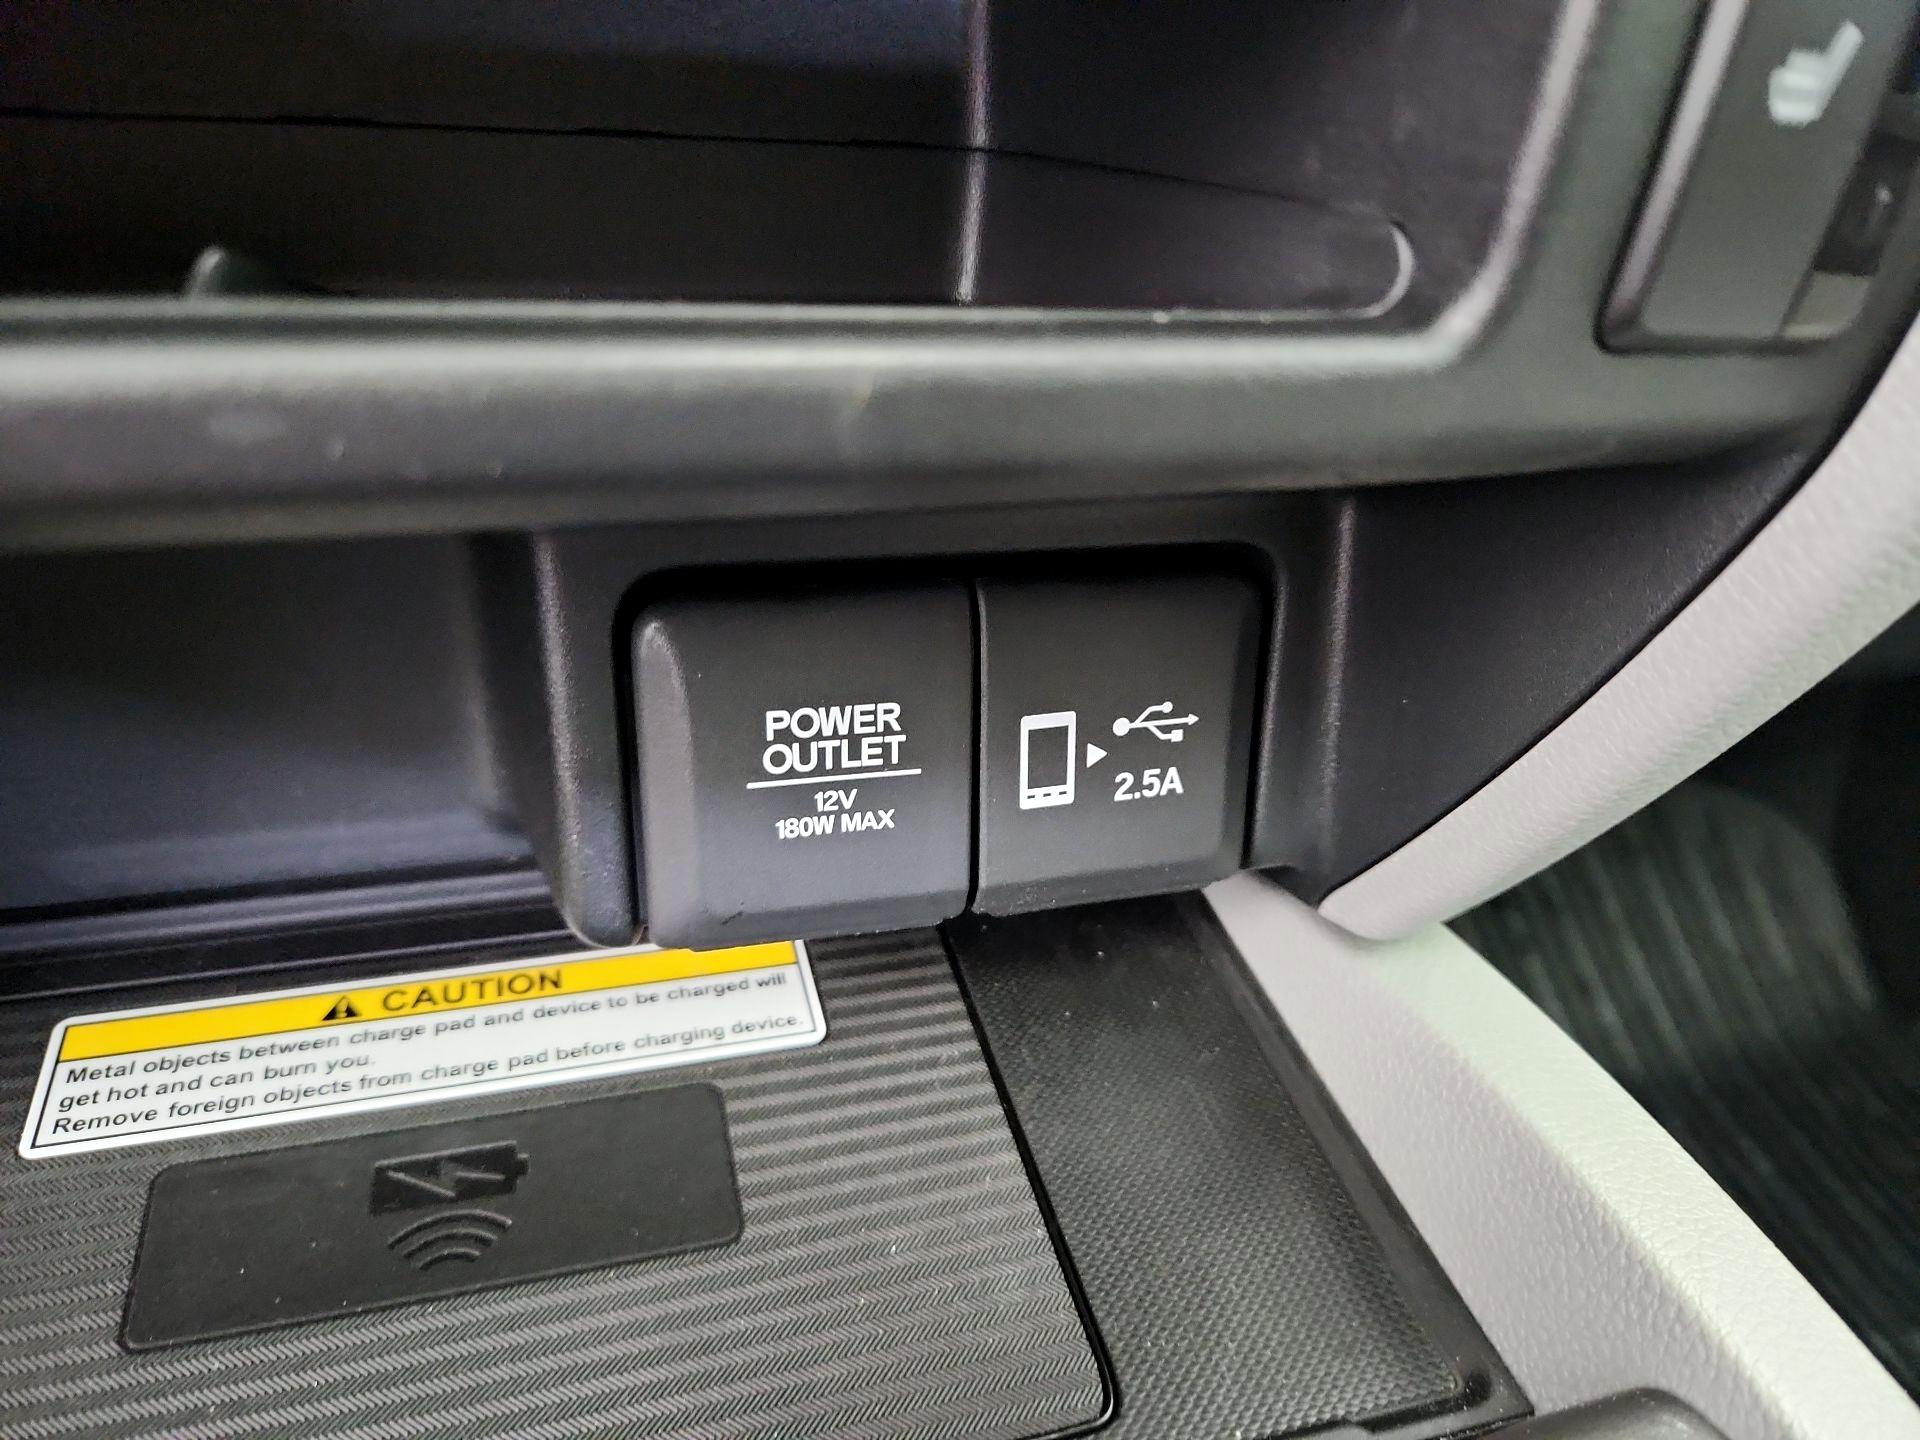 POWER
OUTLET
12V
180W MAX
2.5A
CAUTION
Metal objects between charge pad and device to be charged will
get hot and can burn you.
Remove foreign objects from charge pad before charging device.